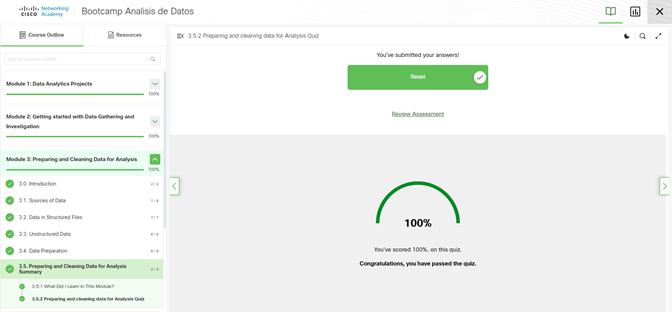 CISCO
Networking
Academy
Bootcamp Analisis de Datos
Course Outline
Resources
Search course outline
Module 1: Data Analytics Projects
100%
Module 2: Getting started with Data Gathering and
Investigation
100%
Module 3: Preparing and Cleaning Data for Analysis
100%
3.0. Introduction
2 / 2
3.1. Sources of Data
3.2. Data in Structured Files
7 / 7
3.3. Unstructured Data
3.4. Data Preparation
3.5. Preparing and Cleaning Data for Analysis
Summary
2 / 2
3.5.1 What Did I Learn in This Module?
3.5.2 Preparing and cleaning data for Analysis Quiz
3.5.2 Preparing and cleaning data for Analysis Quiz
You've submitted your answers!
Reset
Review Assessment
100%
You've scored 100%. on this quiz.
Congratulations, you have passed the quiz.